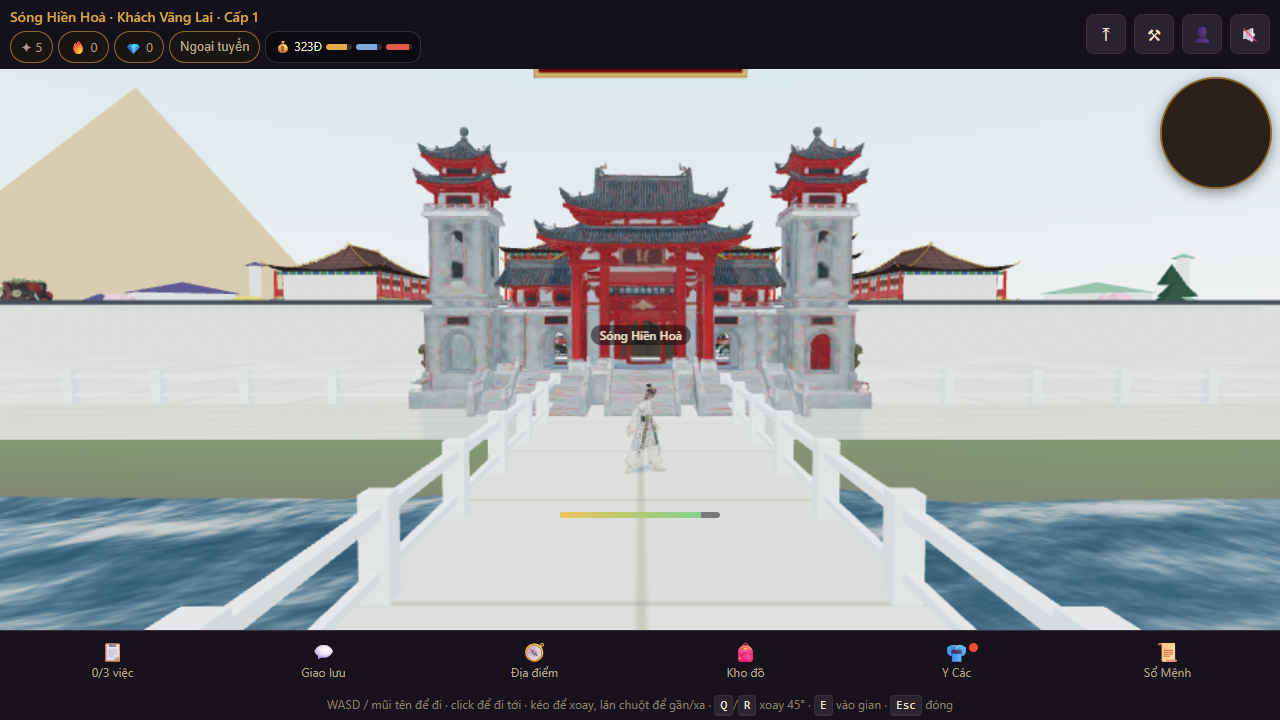 Sóng Hiền Hoà · Khách Vãng Lai · Cấp 1
5 0 0 Ngoại tuyến 323Đ
Sóng Hiền Hoà
0/3 việc Giao lưu Địa điểm Kho đồ Y Các Sổ Mệnh
WASD / mũi tên để đi · click để đi tới · kéo để xoay, lăn chuột để gần/xa · Q / R xoay 45° · E vào gian · Esc đóng